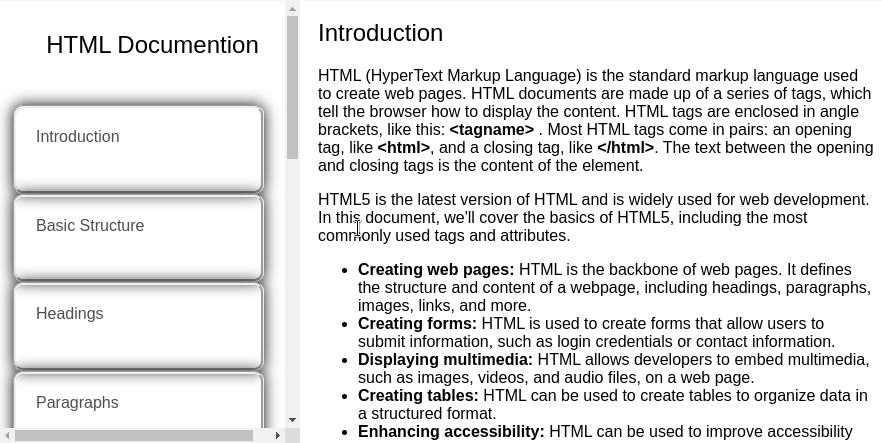 HTML Documention
Introduction
Basic Structure
Headings
Paragraphs
Introduction
HTML (HyperText Markup Language) is the standard markup language used
to create web pages. HTML documents are made up of a series of tags, which
tell the browser how to display the content. HTML tags are enclosed in angle
brackets, like this: <tagname> . Most HTML tags come in pairs: an opening
tag, like <html>, and a closing tag, like </html>. The text between the opening
and closing tags is the content of the element.
HTML5 is the latest version of HTML and is widely used for web development.
In this document, we'll cover the basics of HTML5, including the most
commonly used tags and attributes.
• Creating web pages: HTML is the backbone of web pages. It defines
the structure and content of a webpage, including headings, paragraphs,
images, links, and more.
• Creating forms: HTML is used to create forms that allow users to
submit information, such as login credentials or contact information.
• Displaying multimedia: HTML allows developers to embed multimedia,
such as images, videos, and audio files, on a web page.
• Creating tables: HTML can be used to create tables to organize data in
a structured format.
• Enhancing accessibility: HTML can be used to improve accessibility